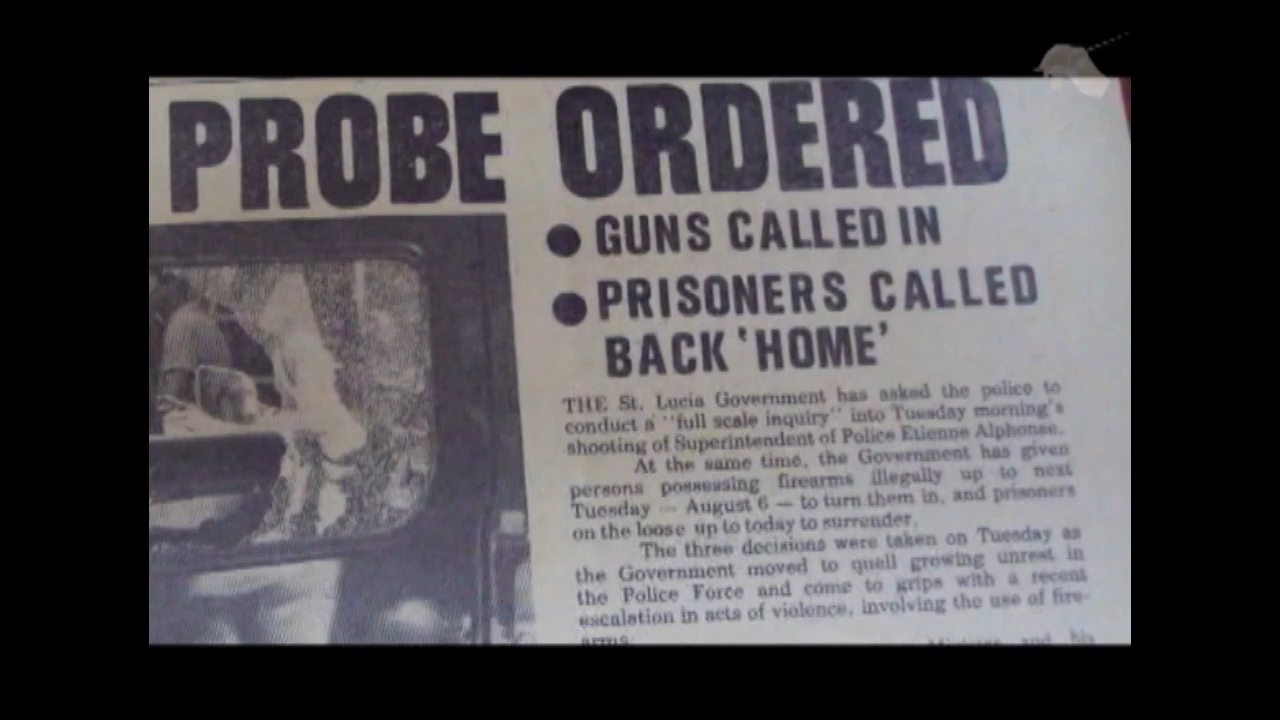 PROBE ORDERED
● GUNS CALLED IN
● PRISONERS CALLED
BACK 'HOME'
THE St. Lucia Government has asked the police to
conduct a "full scale inquiry" into Tuesday morning's
shooting of Superintendent of Police Etienne Alphonse.
At the same time, the Government has given
persons possessing firearms illegally up to next
Tuesday — August 6 — to turn them in, and prisoners
on the loose up to today to surrender.
The three decisions were taken on Tuesday as
the Government moved to quell growing unrest in
the Police Force and come to grips with a recent
escalation in acts of violence, involving the use of fire-
arms.
Minister and his